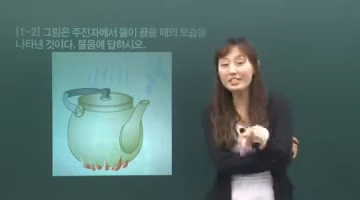 [1~2] 그림은 주전자에서 물이 끓을 때의 모습을
나타낸 것이다. 물음에 답하시오.